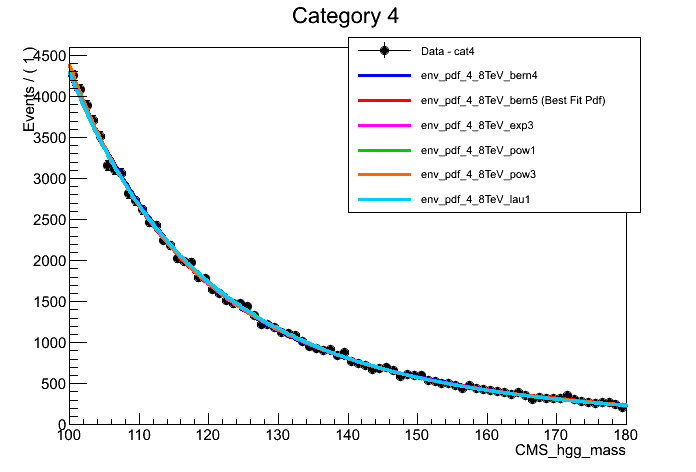 Category 4
Events / ( 1 )
4500
4000
3500
3000
2500
2000
1500
1000
500
0
Data - cat4
env_pdf_4_8TeV_bern4
env_pdf_4_8TeV_bern5 (Best Fit Pdf)
env_pdf_4_8TeV_exp3
env_pdf_4_8TeV_pow1
env_pdf_4_8TeV_pow3
env_pdf_4_8TeV_lau1
100 110 120 130 140 150 160 170 180
CMS_hgg_mass